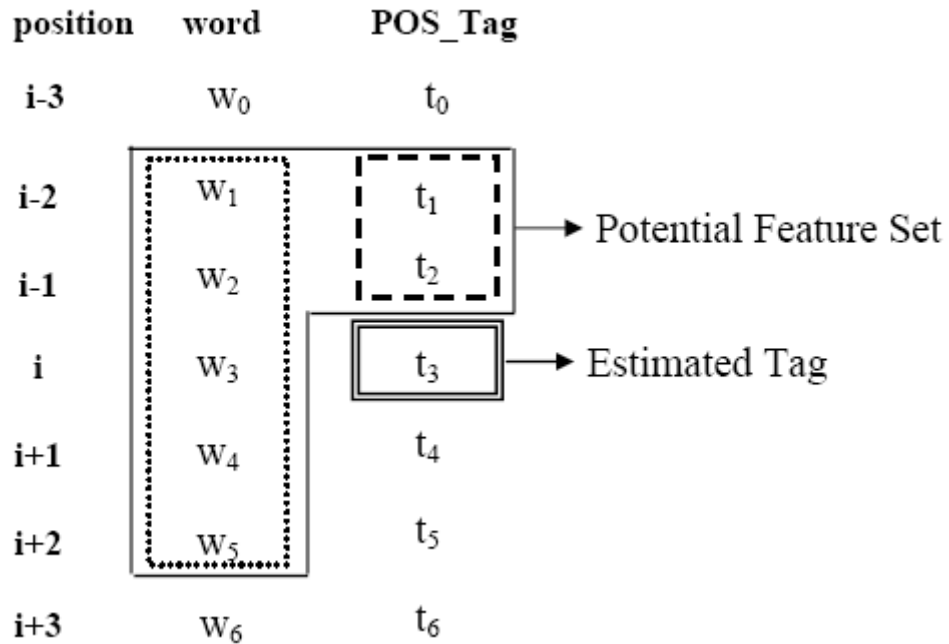 position word POS_Tag
i-3 w₀ t₀
i-2 w₁ t₁
Potential Feature Set
i-1 w₂ t₂
i w₃ t₃ Estimated Tag
i+1 w₄ t₄
i+2 w₅ t₅
i+3 w₆ t₆